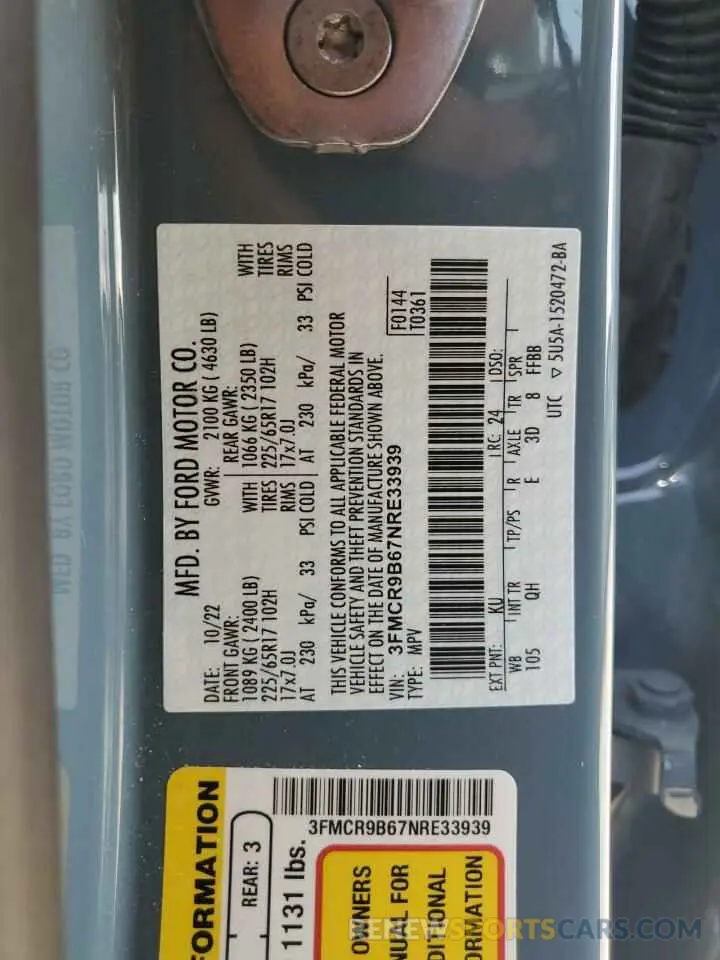 MFD. BY FORD MOTOR CO.
DATE: 10/22 GVWR: 2100 KG ( 4630 LB)
FRONT GAWR: REAR GAWR:
1089 KG ( 2400 LB) WITH 1066 KG ( 2350 LB) WITH
225/65R17 102H TIRES 225/65R17 102H TIRES
17x7.0J RIMS 17x7.0J RIMS
AT 230 kPa/ 33 PSI COLD AT 230 kPa/ 33 PSI COLD
THIS VEHICLE CONFORMS TO ALL APPLICABLE FEDERAL MOTOR
VEHICLE SAFETY AND THEFT PREVENTION STANDARDS IN
EFFECT ON THE DATE OF MANUFACTURE SHOWN ABOVE.
VIN: 3FMCR9B67NRE33939
TYPE: MPV
F0144
T0361
EXT PNT: KU RC: 24 DSO:
WB INT TR TP/PS R AXLE TR SPR
105 QH E 3D 8 FFBB
UTC ▽ 5U5A-1520472-BA
FORMATION
REAR: 3
1131 lbs.
3FMCR9B67NRE33939
OWNERS
NUAL FOR
DITIONAL
ORMATION
RENEWSPORTSCARS.COM